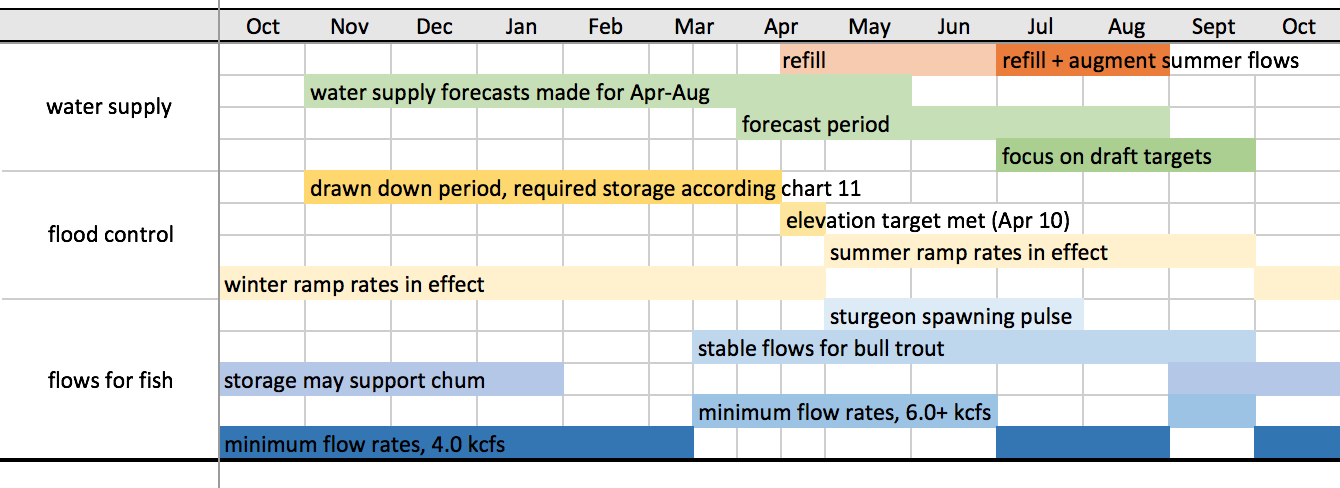 Oct Nov Dec Jan Feb Mar Apr May Jun Jul Aug Sept Oct
refill refill + augment summer flows
water supply forecasts made for Apr-Aug
water supply
forecast period
focus on draft targets
drawn down period, required storage according chart 11
elevation target met (Apr 10)
flood control
summer ramp rates in effect
winter ramp rates in effect
sturgeon spawning pulse
stable flows for bull trout
flows for fish
storage may support chum
minimum flow rates, 6.0+ kcfs
minimum flow rates, 4.0 kcfs